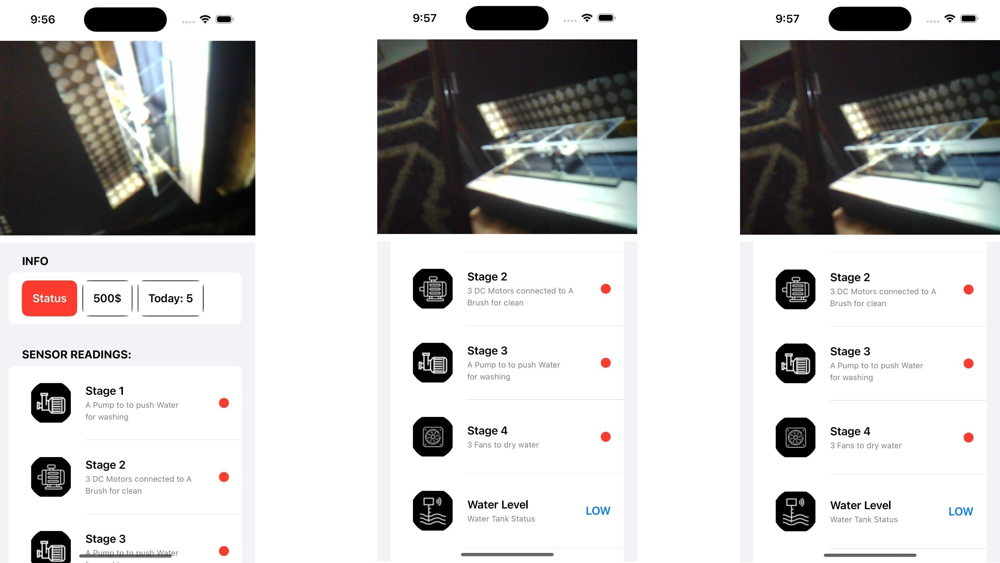 9:56
INFO
Status
500$
Today: 5
SENSOR READINGS:
Stage 1
A Pump to to push Water
for washing
Stage 2
3 DC Motors connected to A
Brush for clean
Stage 3
A Pump to to push Water
9:57
Stage 2
3 DC Motors connected to A
Brush for clean
Stage 3
A Pump to to push Water
for washing
Stage 4
3 Fans to dry water
Water Level
Water Tank Status
LOW
9:57
Stage 2
3 DC Motors connected to A
Brush for clean
Stage 3
A Pump to to push Water
for washing
Stage 4
3 Fans to dry water
Water Level
Water Tank Status
LOW